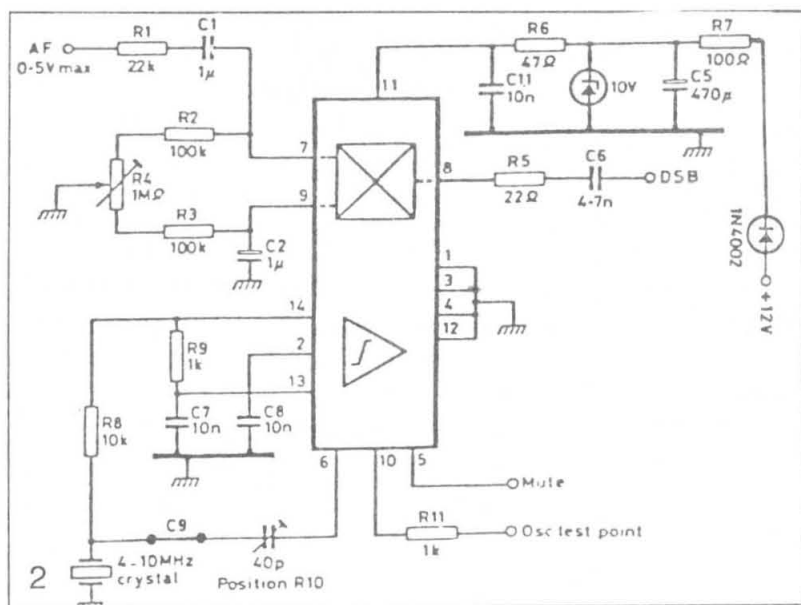 AF
0-5V max
R1
22k
C1
1µ
R2
100k
R4
1MΩ
R3
100k
C2
1µ
7
9
11
8
1
3
4
12
14
2
13
6
10
5
R6
47Ω
C11
10n
10V
C5
470µ
R7
100Ω
R5
22Ω
C6
4-7n
DSB
1N4002
+12V
R9
1k
R8
10k
C7
10n
C8
10n
C9
4-10MHz
crystal
40p
Position R10
R11
1k
Mute
Osc test point
2